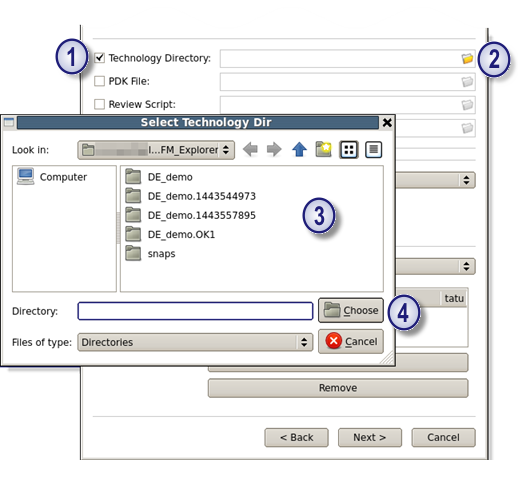 1
Technology Directory:
2
PDK File:
Review Script:
Select Technology Dir
Look in:
l...FM_Explorer
Computer
DE_demo
DE_demo.1443544973
DE_demo.1443557895
DE_demo.OK1
snaps
3
tatu
Directory:
Choose
4
Files of type:
Directories
Cancel
Remove
< Back
Next >
Cancel